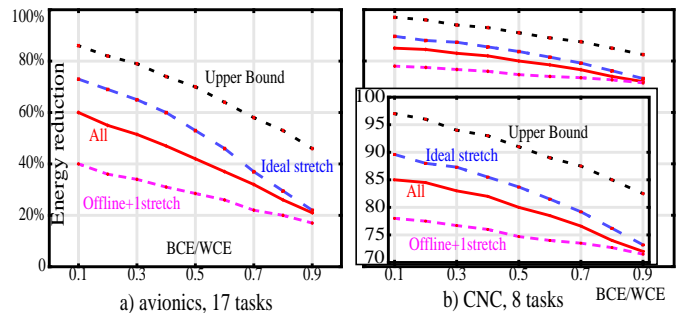 100%
80%
60%
40%
20%
0
Energy reduction
Upper Bound
All
Ideal stretch
Offline+1stretch
BCE/WCE
0.1 0.3 0.5 0.7 0.9
a) avionics, 17 tasks
100
95
90
85
80
75
70
Upper Bound
Ideal stretch
All
Offline+1stretch
0.1 0.3 0.5 0.7 0.9
b) CNC, 8 tasks
BCE/WCE